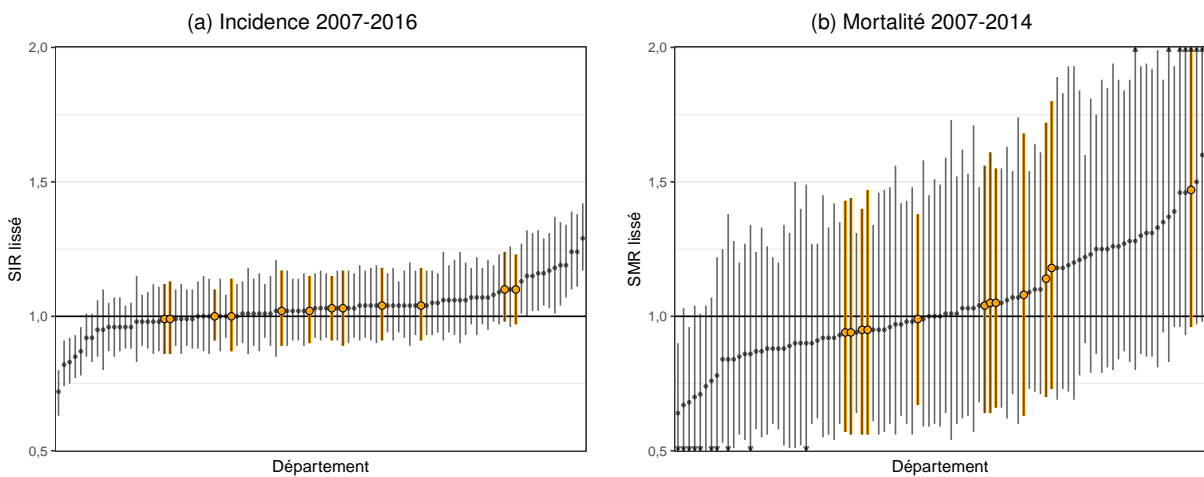 (a) Incidence 2007-2016
2,0
1,5
1,0
0,5
SIR lissé
Département
(b) Mortalité 2007-2014
2,0
1,5
1,0
0,5
SMR lissé
Département